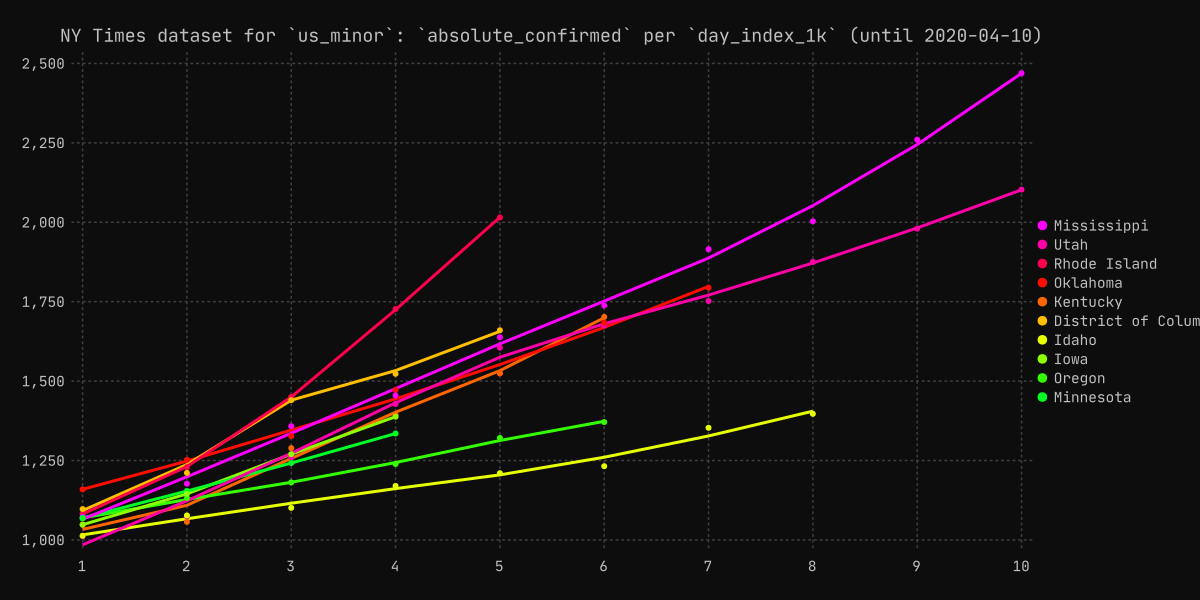 NY Times dataset for `us_minor`: `absolute_confirmed` per `day_index_1k` (until 2020-04-10)
2,500
2,250
2,000
1,750
1,500
1,250
1,000
1 2 3 4 5 6 7 8 9 10
Mississippi
Utah
Rhode Island
Oklahoma
Kentucky
District of Colum
Idaho
Iowa
Oregon
Minnesota